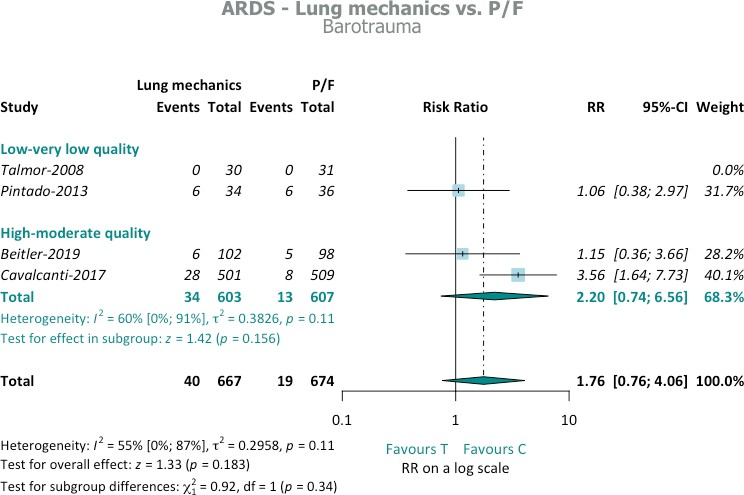 ARDS - Lung mechanics vs. P/F
Barotrauma
Lung mechanics P/F
Study Events Total Events Total Risk Ratio RR 95%-CI Weight
Low-very low quality
Talmor-2008 0 30 0 31 0.0%
Pintado-2013 6 34 6 36 1.06 [0.38; 2.97] 31.7%
High-moderate quality
Beitler-2019 6 102 5 98 1.15 [0.36; 3.66] 28.2%
Cavalcanti-2017 28 501 8 509 3.56 [1.64; 7.73] 40.1%
Total 34 603 13 607 2.20 [0.74; 6.56] 68.3%
Heterogeneity: I² = 60% [0%; 91%], τ² = 0.3826, p = 0.11
Test for effect in subgroup: z = 1.42 (p = 0.156)
Total 40 667 19 674 1.76 [0.76; 4.06] 100.0%
0.1 1 10
Heterogeneity: I² = 55% [0%; 87%], τ² = 0.2958, p = 0.11
Favours T Favours C
Test for overall effect: z = 1.33 (p = 0.183)
RR on a log scale
Test for subgroup differences: χ²₁ = 0.92, df = 1 (p = 0.34)